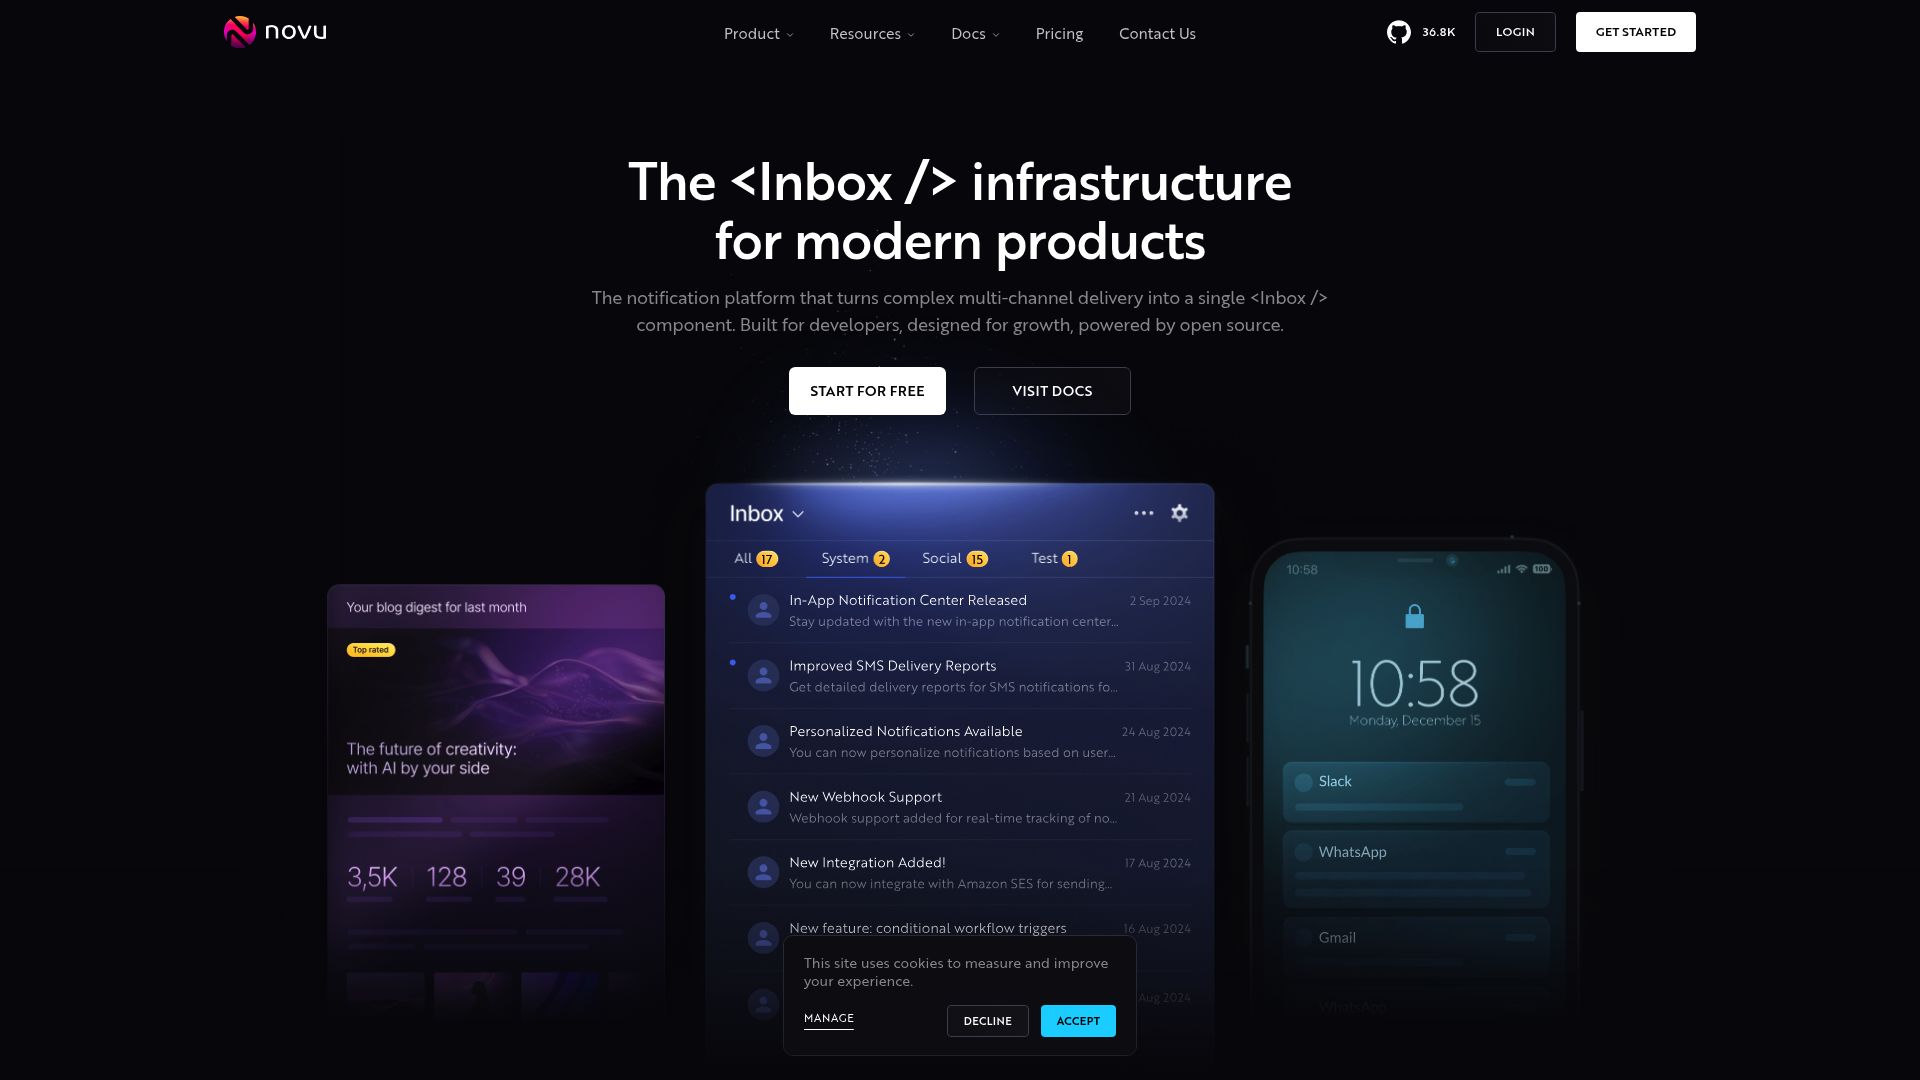 novu
Product
Resources
Docs
Pricing
Contact Us
36.8K
LOGIN
GET STARTED
The <Inbox /> infrastructure
for modern products
The notification platform that turns complex multi-channel delivery into a single <Inbox />
component. Built for developers, designed for growth, powered by open source.
START FOR FREE
VISIT DOCS
Your blog digest for last month
Top rated
The future of creativity:
with AI by your side
3,5K 128 39 28K
Inbox
All 17 System 2 Social 15 Test 1
In-App Notification Center Released 2 Sep 2024
Stay updated with the new in-app notification center...
Improved SMS Delivery Reports 31 Aug 2024
Get detailed delivery reports for SMS notifications fo...
Personalized Notifications Available 24 Aug 2024
You can now personalize notifications based on user...
New Webhook Support 21 Aug 2024
Webhook support added for real-time tracking of no...
New Integration Added! 17 Aug 2024
You can now integrate with Amazon SES for sending...
New feature: conditional workflow triggers 16 Aug 2024
Aug 2024
10:58 100
10:58
Monday, December 15
Slack
WhatsApp
Gmail
WhatsApp
This site uses cookies to measure and improve
your experience.
MANAGE
DECLINE
ACCEPT